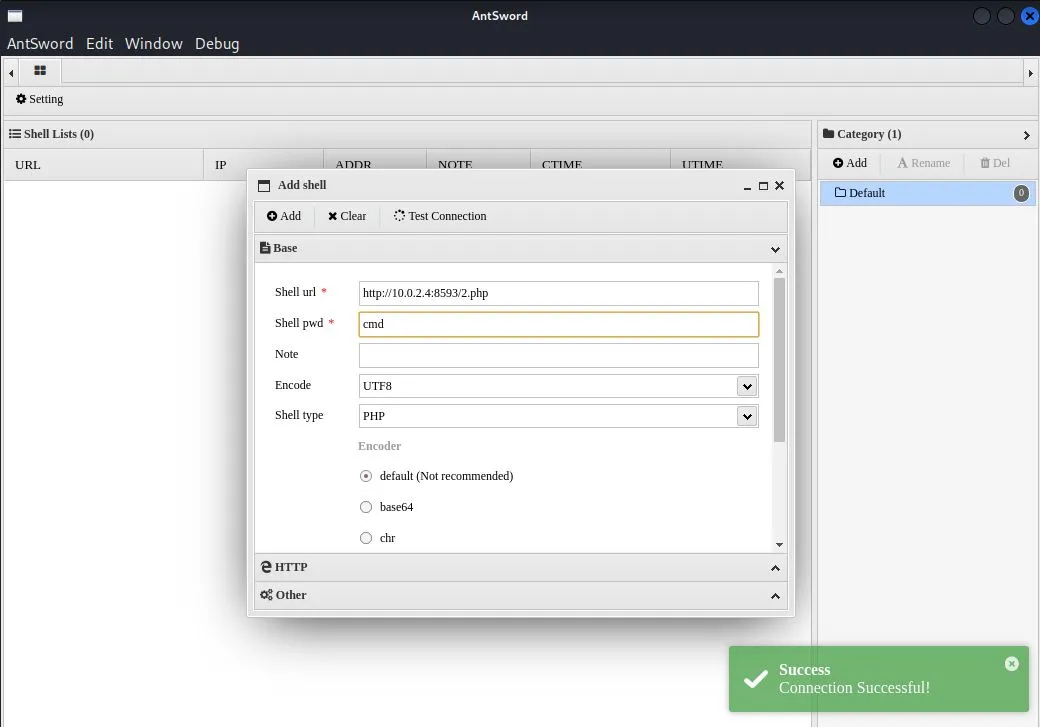 AntSword
AntSword Edit Window Debug
Setting
Shell Lists (0)
Category (1)
URL IP ADDR NOTE CTIME UTIME
Add Rename Del
Default 0
Add shell
Add Clear Test Connection
Base
Shell url * http://10.0.2.4:8593/2.php
Shell pwd * cmd
Note
Encode UTF8
Shell type PHP
Encoder
default (Not recommended)
base64
chr
HTTP
Other
Success
Connection Successful!